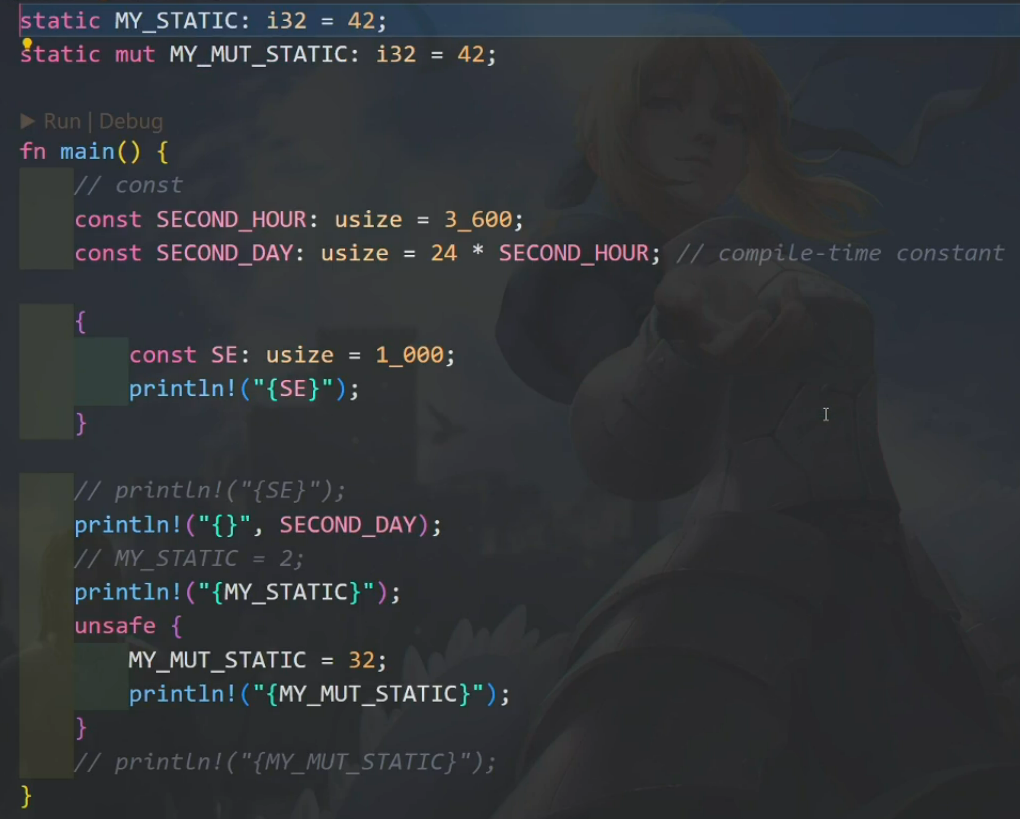 static MY_STATIC: i32 = 42;
static mut MY_MUT_STATIC: i32 = 42;
▶ Run | Debug
fn main() {
    // const
    const SECOND_HOUR: usize = 3_600;
    const SECOND_DAY: usize = 24 * SECOND_HOUR; // compile-time constant
    {
        const SE: usize = 1_000;
        println!("{SE}");
    }
    // println!("{SE}");
    println!("{}", SECOND_DAY);
    // MY_STATIC = 2;
    println!("{MY_STATIC}");
    unsafe {
        MY_MUT_STATIC = 32;
        println!("{MY_MUT_STATIC}");
    }
    // println!("{MY_MUT_STATIC}");
}